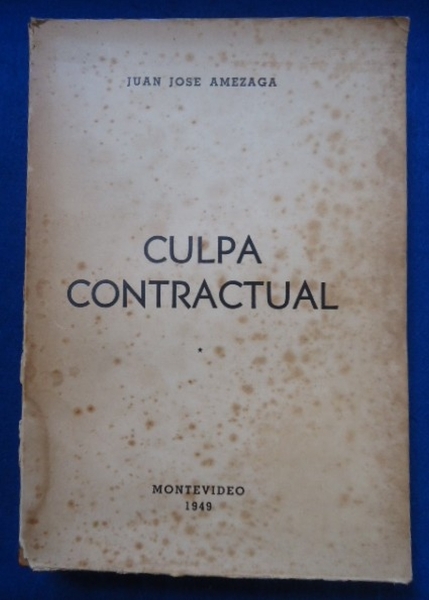 JUAN JOSE AMEZAGA
CULPA
CONTRACTUAL
MONTEVIDEO
1949